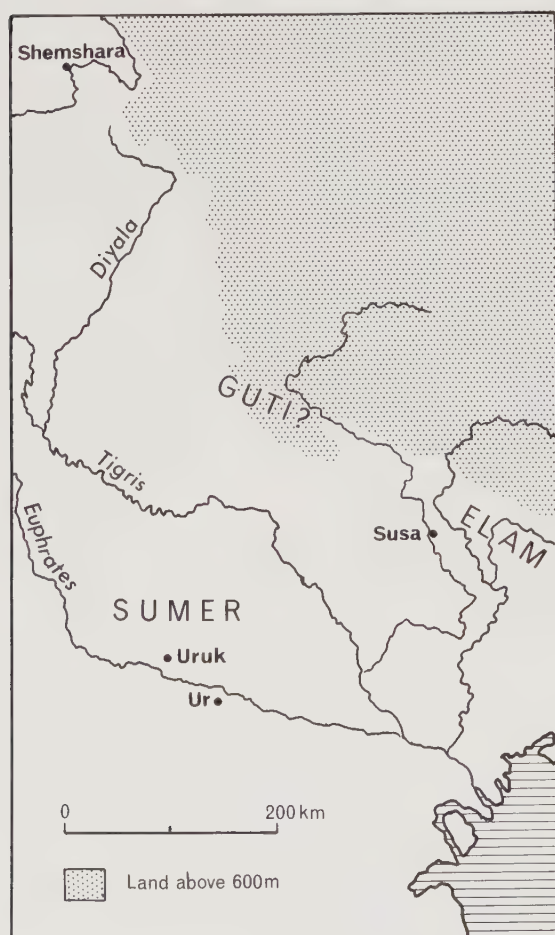 Shemshara
Diyala
GUTI?
Tigris
Euphrates
Susa
ELAM
SUMER
Uruk
Ur
0 200 km
Land above 600m